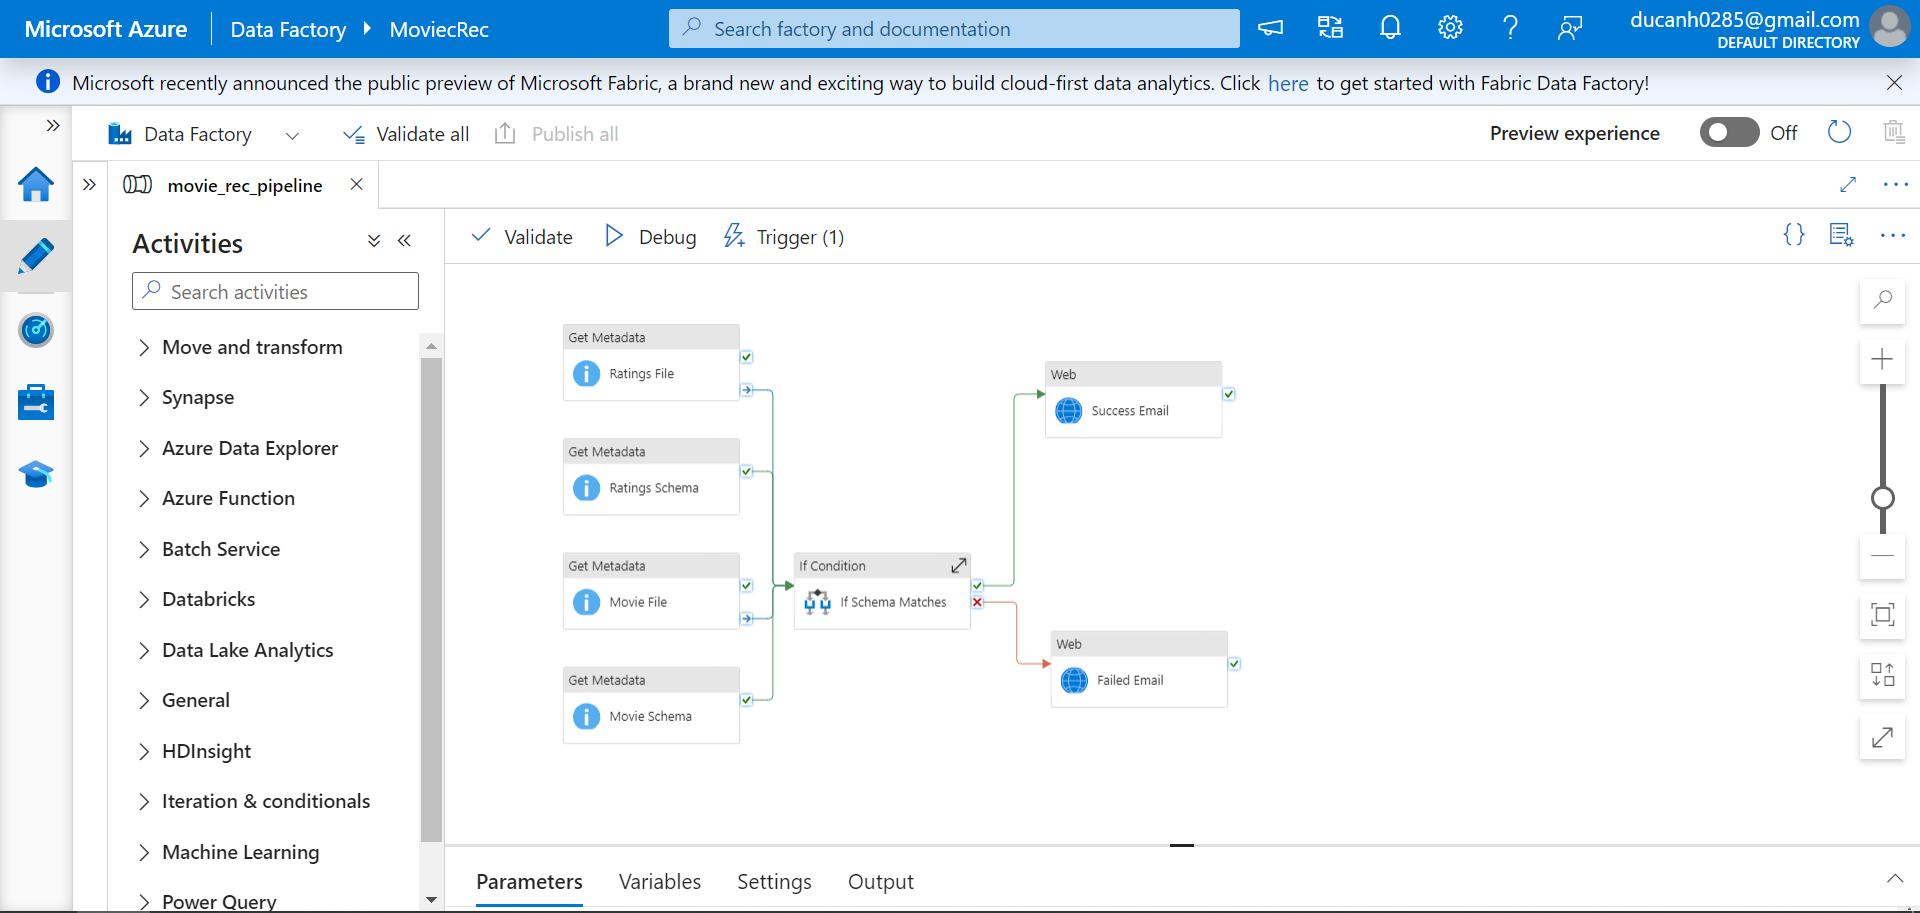 Microsoft Azure
Data Factory
MoviecRec
Search factory and documentation
ducanh0285@gmail.com
DEFAULT DIRECTORY
Microsoft recently announced the public preview of Microsoft Fabric, a brand new and exciting way to build cloud-first data analytics. Click here to get started with Fabric Data Factory!
Data Factory
Validate all
Publish all
Preview experience
Off
movie_rec_pipeline
Activities
Search activities
Move and transform
Synapse
Azure Data Explorer
Azure Function
Batch Service
Databricks
Data Lake Analytics
General
HDInsight
Iteration & conditionals
Machine Learning
Power Query
Validate
Debug
Trigger (1)
Get Metadata
Ratings File
Get Metadata
Ratings Schema
Get Metadata
Movie File
Get Metadata
Movie Schema
If Condition
If Schema Matches
Web
Success Email
Web
Failed Email
Parameters
Variables
Settings
Output